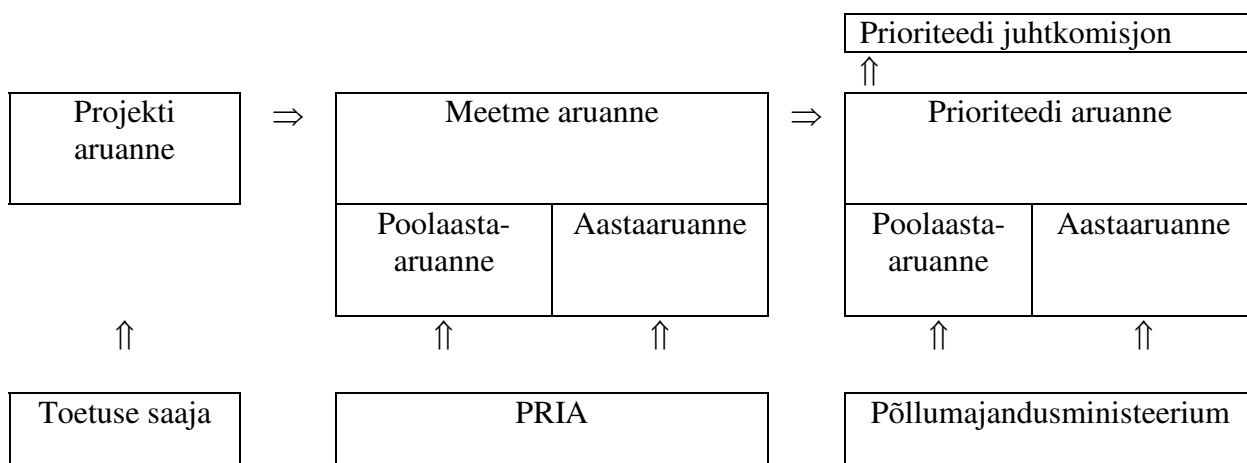 Prioriteedi juhtkomisjon
⇑
Projekti
aruanne
⇒
Meetme aruanne
⇒
Prioriteedi aruanne
Poolaasta-
aruanne
Aastaaruanne
Poolaasta-
aruanne
Aastaaruanne
⇑
⇑
⇑
⇑
⇑
Toetuse saaja
PRIA
Põllumajandusministeerium